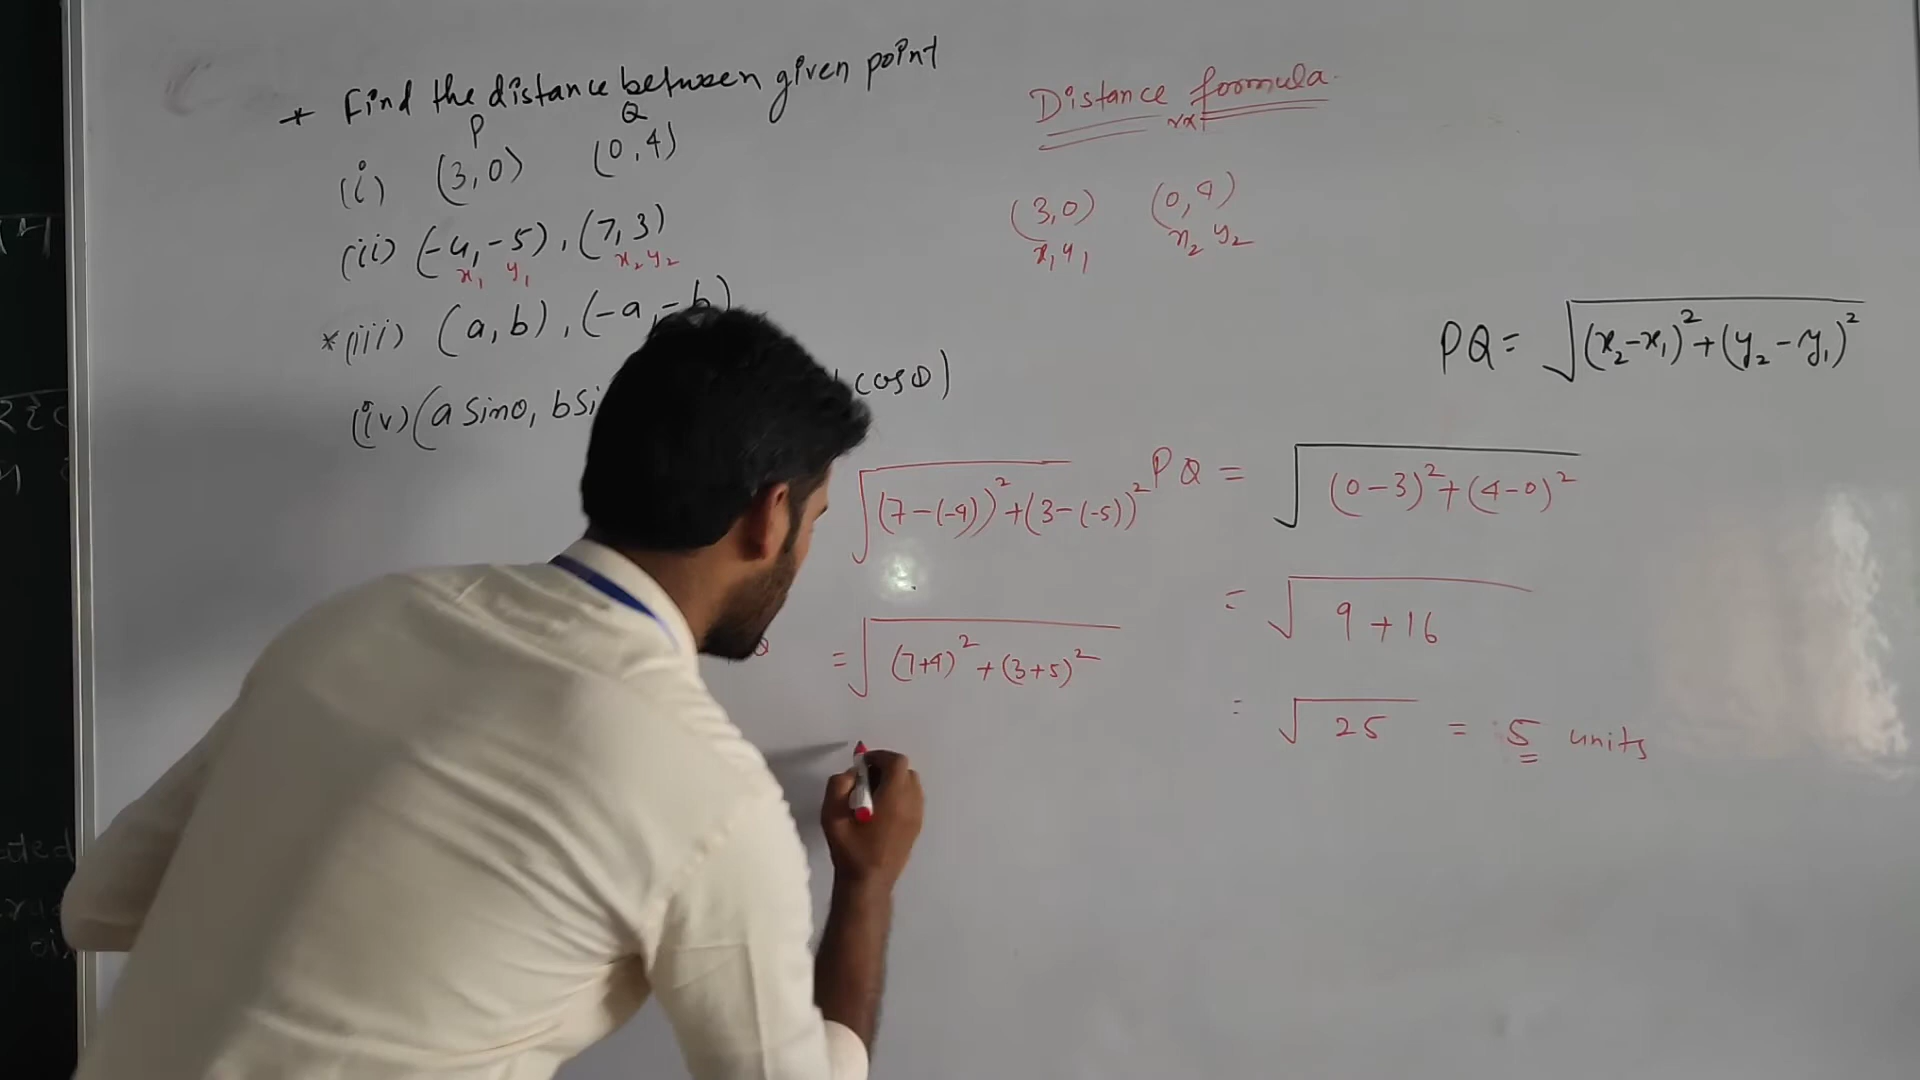 * Find the distance between given point
P Q
(i) (3,0) (0,4)
(ii) (-4,-5), (7,3)
x₁ y₁ x₂ y₂
*(iii) (a,b), (-a,-b)
(iv) (a sinθ, b si cosθ)
Distance formula
(3,0) (0,4)
x₁ y₁ x₂ y₂
PQ = √(x₂-x₁)²+(y₂-y₁)²
√(7-(-4))²+(3-(-5))²
= √(7+4)²+(3+5)²
PQ = √(0-3)²+(4-0)²
= √9+16
= √25 = 5 units